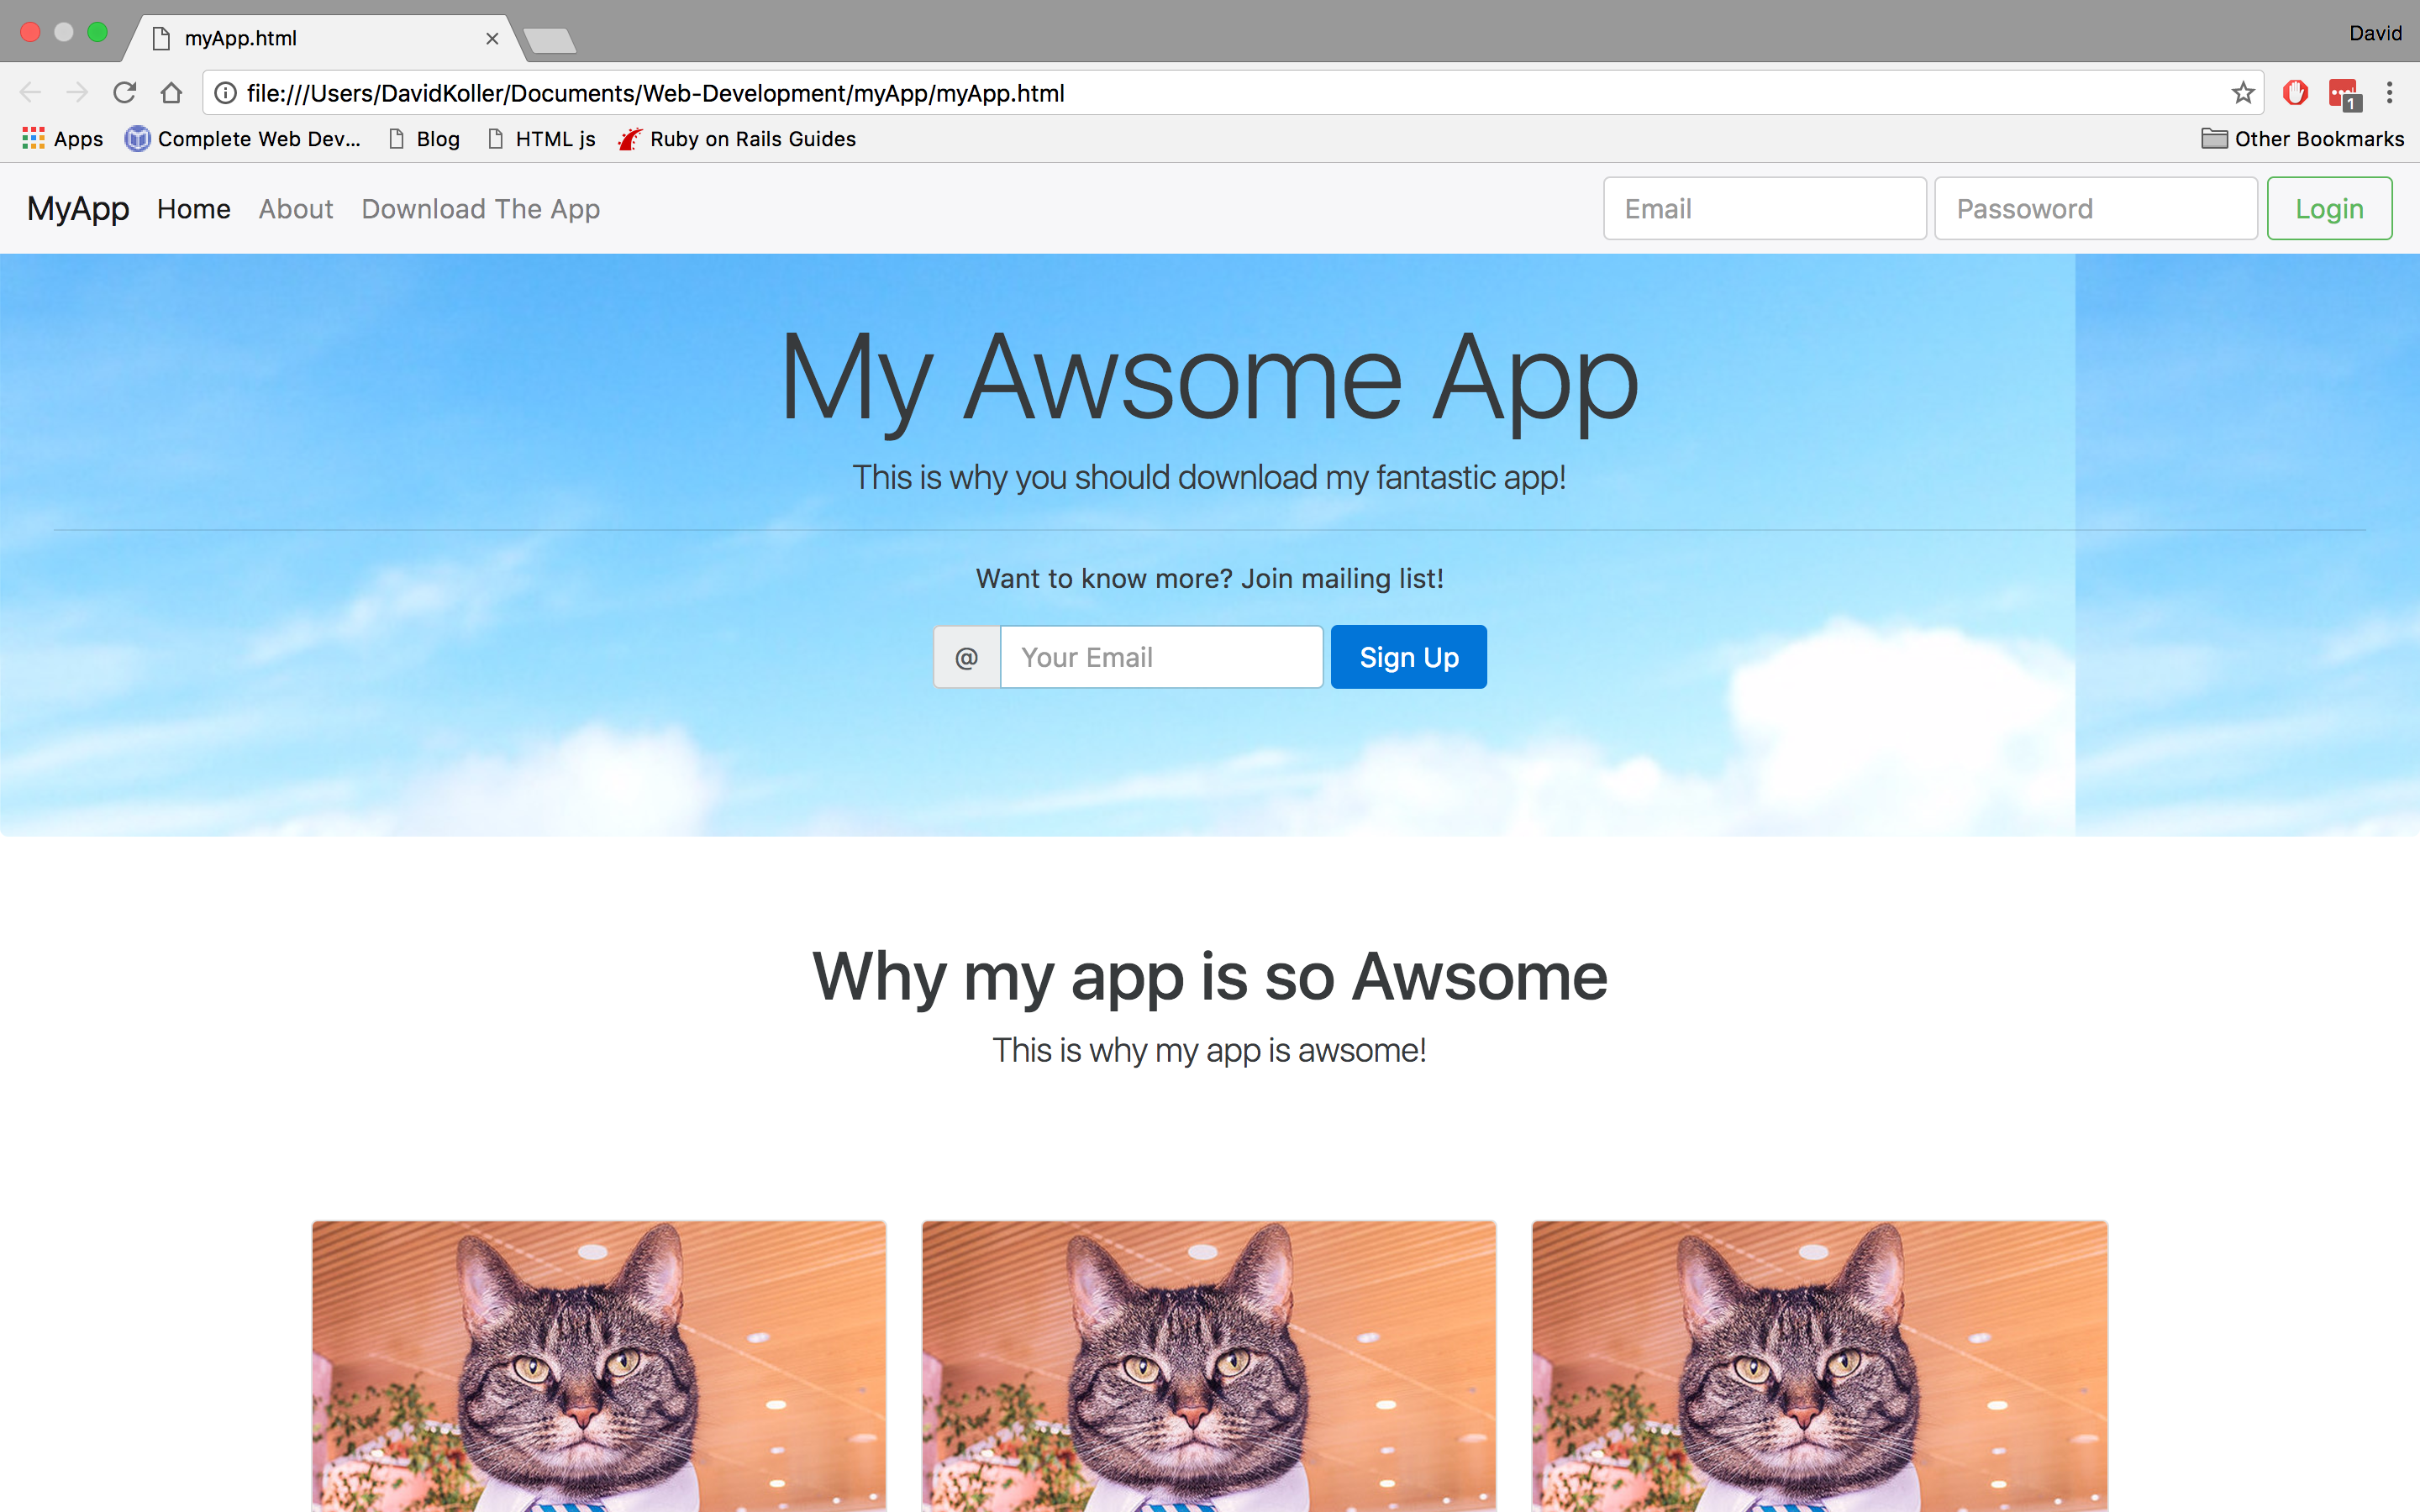 myApp.html
David
file:///Users/DavidKoller/Documents/Web-Development/myApp/myApp.html
1
Apps Complete Web Dev... Blog HTML js Ruby on Rails Guides Other Bookmarks
MyApp Home About Download The App Email Passoword Login
My Awsome App
This is why you should download my fantastic app!
Want to know more? Join mailing list!
@ Your Email Sign Up
Why my app is so Awsome
This is why my app is awsome!